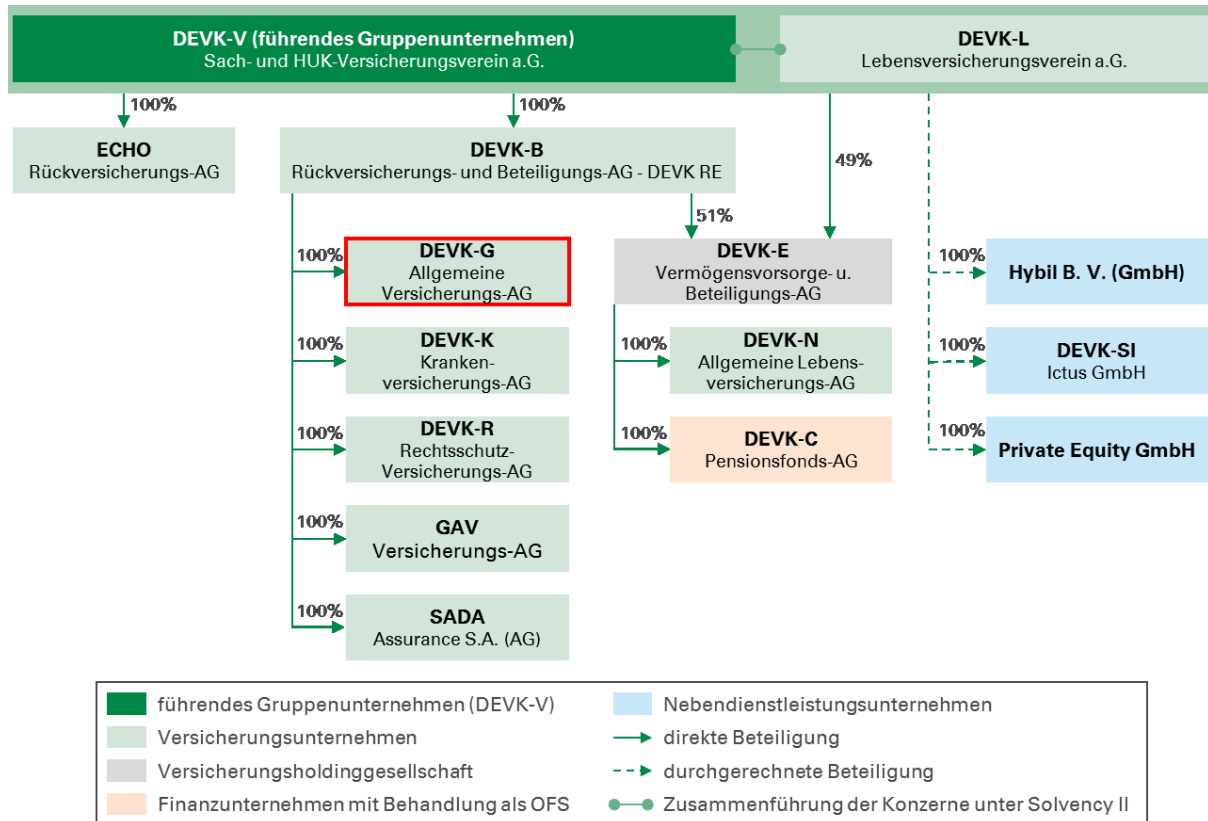 DEVK-V (führendes Gruppenunternehmen)
Sach- und HUK-Versicherungsverein a.G.
DEVK-L
Lebensversicherungsverein a.G.
100%
100%
49%
ECHO
Rückversicherungs-AG
DEVK-B
Rückversicherungs- und Beteiligungs-AG - DEVK RE
51%
100%
DEVK-G
Allgemeine
Versicherungs-AG
DEVK-E
Vermögensvorsorge- u.
Beteiligungs-AG
100%
Hybil B. V. (GmbH)
100%
DEVK-K
Kranken-
versicherungs-AG
100%
DEVK-N
Allgemeine Lebens-
versicherungs-AG
100%
DEVK-SI
Ictus GmbH
100%
DEVK-R
Rechtsschutz-
Versicherungs-AG
100%
DEVK-C
Pensionsfonds-AG
100%
Private Equity GmbH
100%
GAV
Versicherungs-AG
100%
SADA
Assurance S.A. (AG)
führendes Gruppenunternehmen (DEVK-V)
Versicherungsunternehmen
Versicherungsholdinggesellschaft
Finanzunternehmen mit Behandlung als OFS
Nebendienstleistungsunternehmen
direkte Beteiligung
durchgerechnete Beteiligung
Zusammenführung der Konzerne unter Solvency II